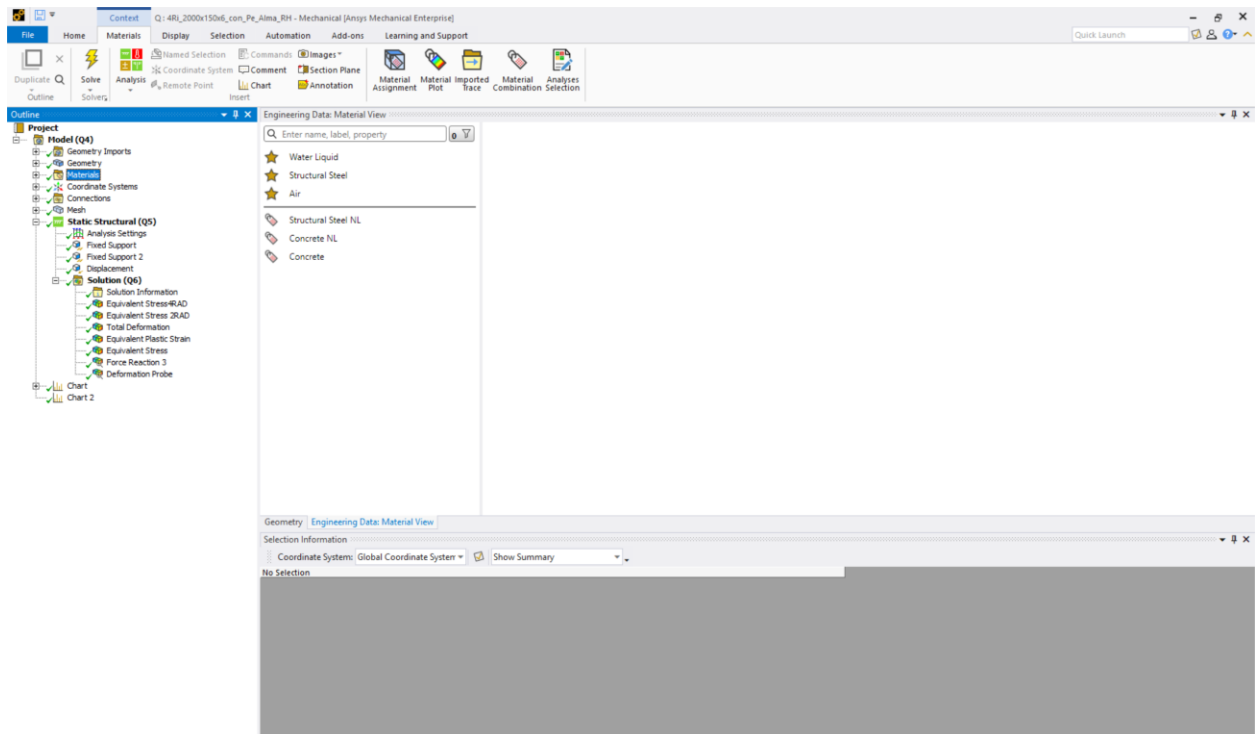 Context Q : 4Ri_2000x150x6_con_Pe_Alma_RH - Mechanical [Ansys Mechanical Enterprise]
File Home Materials Display Selection Automation Add-ons Learning and Support Quick Launch
Duplicate
Outline
Solve
Solvers
Analysis
Named Selection
Coordinate System
Remote Point
Commands
Comment
Chart
Images
Section Plane
Annotation
Insert
Material Assignment
Material Plot
Imported Trace
Material Combination
Analyses Selection
Outline
Project
Model (Q4)
Geometry Imports
Geometry
Materials
Coordinate Systems
Connections
Mesh
Static Structural (Q5)
Analysis Settings
Fixed Support
Fixed Support 2
Displacement
Solution (Q6)
Solution Information
Equivalent Stress4RAD
Equivalent Stress 2RAD
Total Deformation
Equivalent Plastic Strain
Equivalent Stress
Force Reaction 3
Deformation Probe
Chart
Chart 2
Engineering Data: Material View
Enter name, label, property
0
Water Liquid
Structural Steel
Air
Structural Steel NL
Concrete NL
Concrete
Geometry Engineering Data: Material View
Selection Information
Coordinate System: Global Coordinate System Show Summary
No Selection